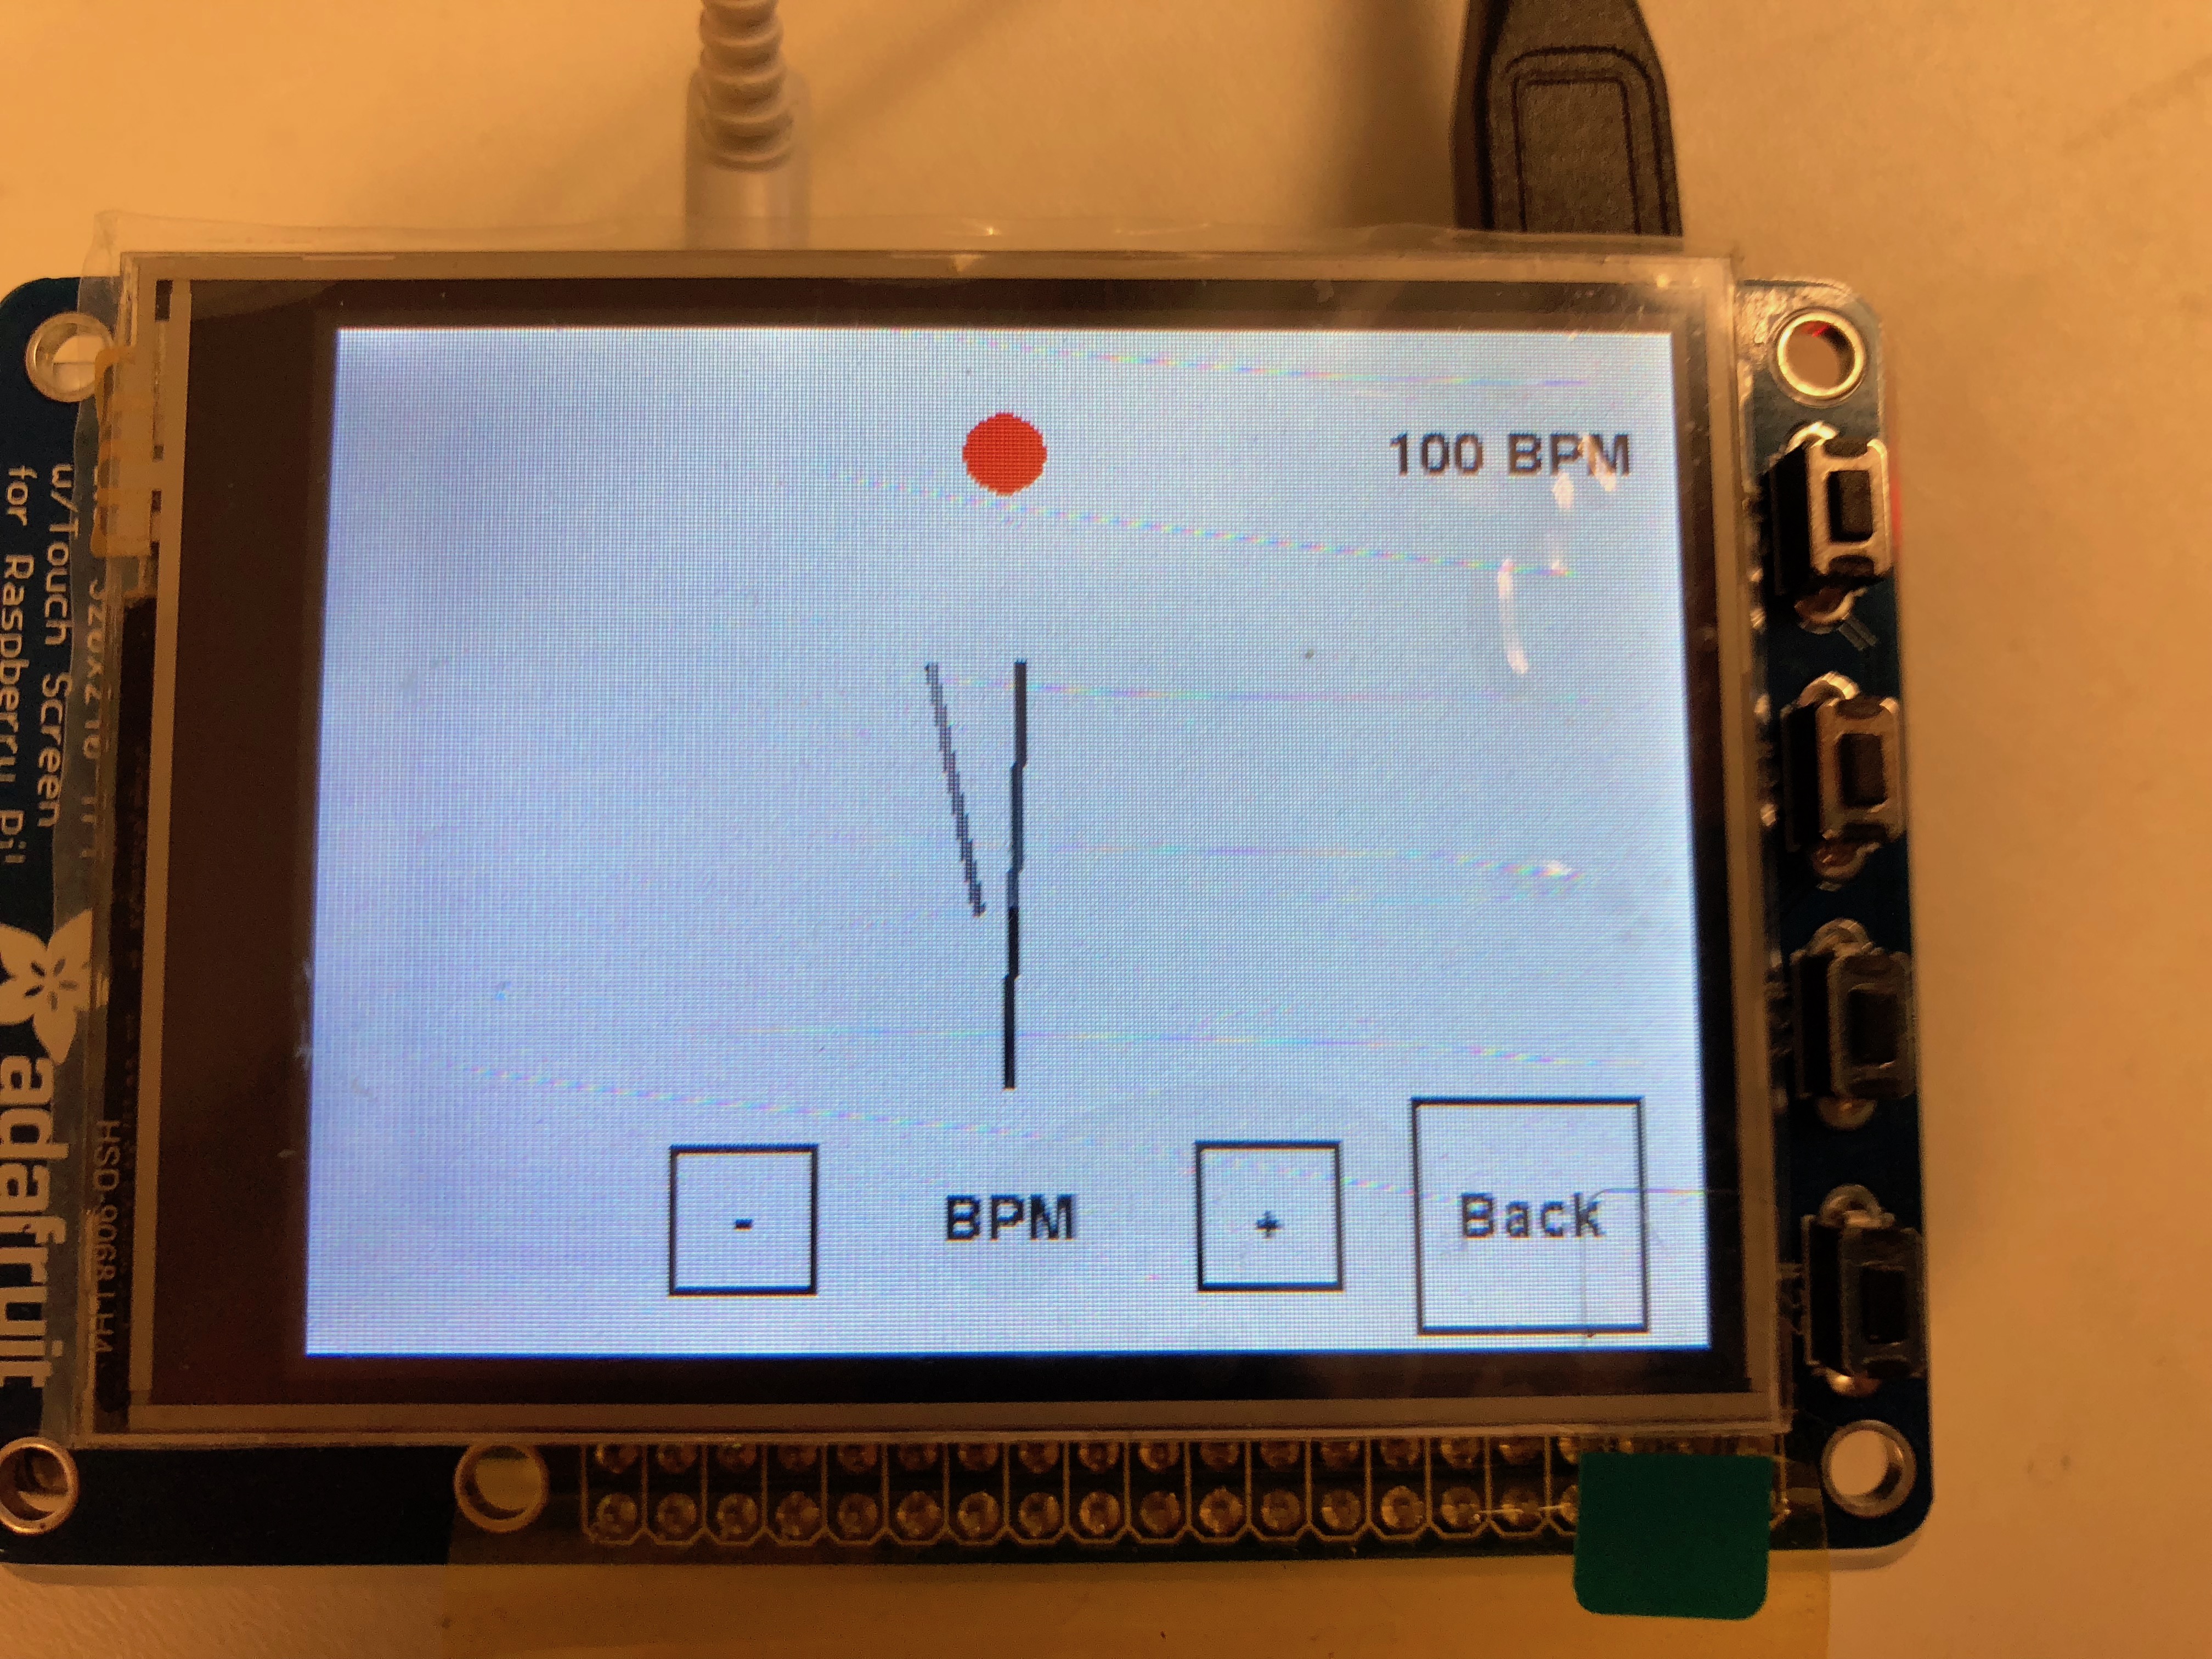 100 BPM
-
BPM
+
Back
w/Touch Screen
for Raspberry Pi!
adafruit